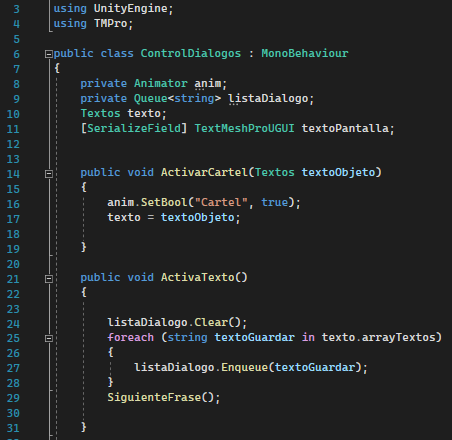 3 using UnityEngine;
4 using TMPro;
5
6 public class ControlDialogos : MonoBehaviour
7 {
8 private Animator anim;
9 private Queue<string> listaDialogo;
10 Textos texto;
11 [SerializeField] TextMeshProUGUI textoPantalla;
12
13
14 public void ActivarCartel(Textos textoObjeto)
15 {
16 anim.SetBool("Cartel", true);
17 texto = textoObjeto;
18
19 }
20
21 public void ActivaTexto()
22 {
23
24 listaDialogo.Clear();
25 foreach (string textoGuardar in texto.arrayTextos)
26 {
27 listaDialogo.Enqueue(textoGuardar);
28 }
29 SiguienteFrase();
30
31 }